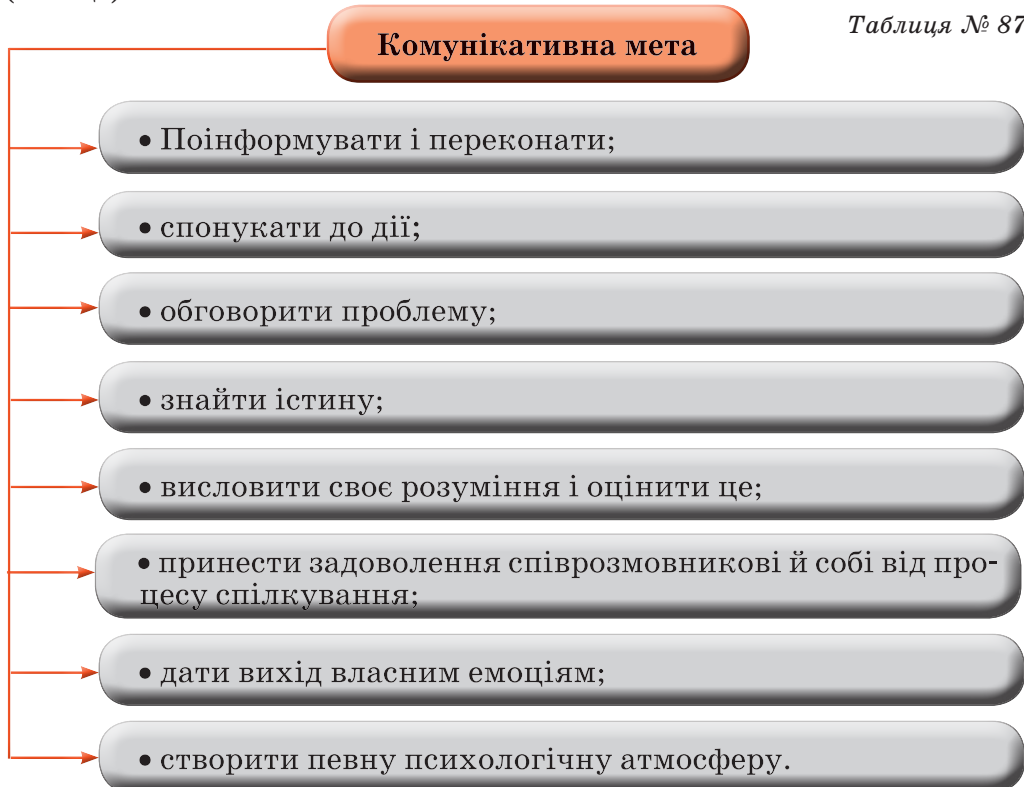 Таблиця № 87
Комунікативна мета
• Поінформувати і переконати;
• спонукати до дії;
• обговорити проблему;
• знайти істину;
• висловити своє розуміння і оцінити це;
• принести задоволення співрозмовникові й собі від про-
цесу спілкування;
• дати вихід власним емоціям;
• створити певну психологічну атмосферу.